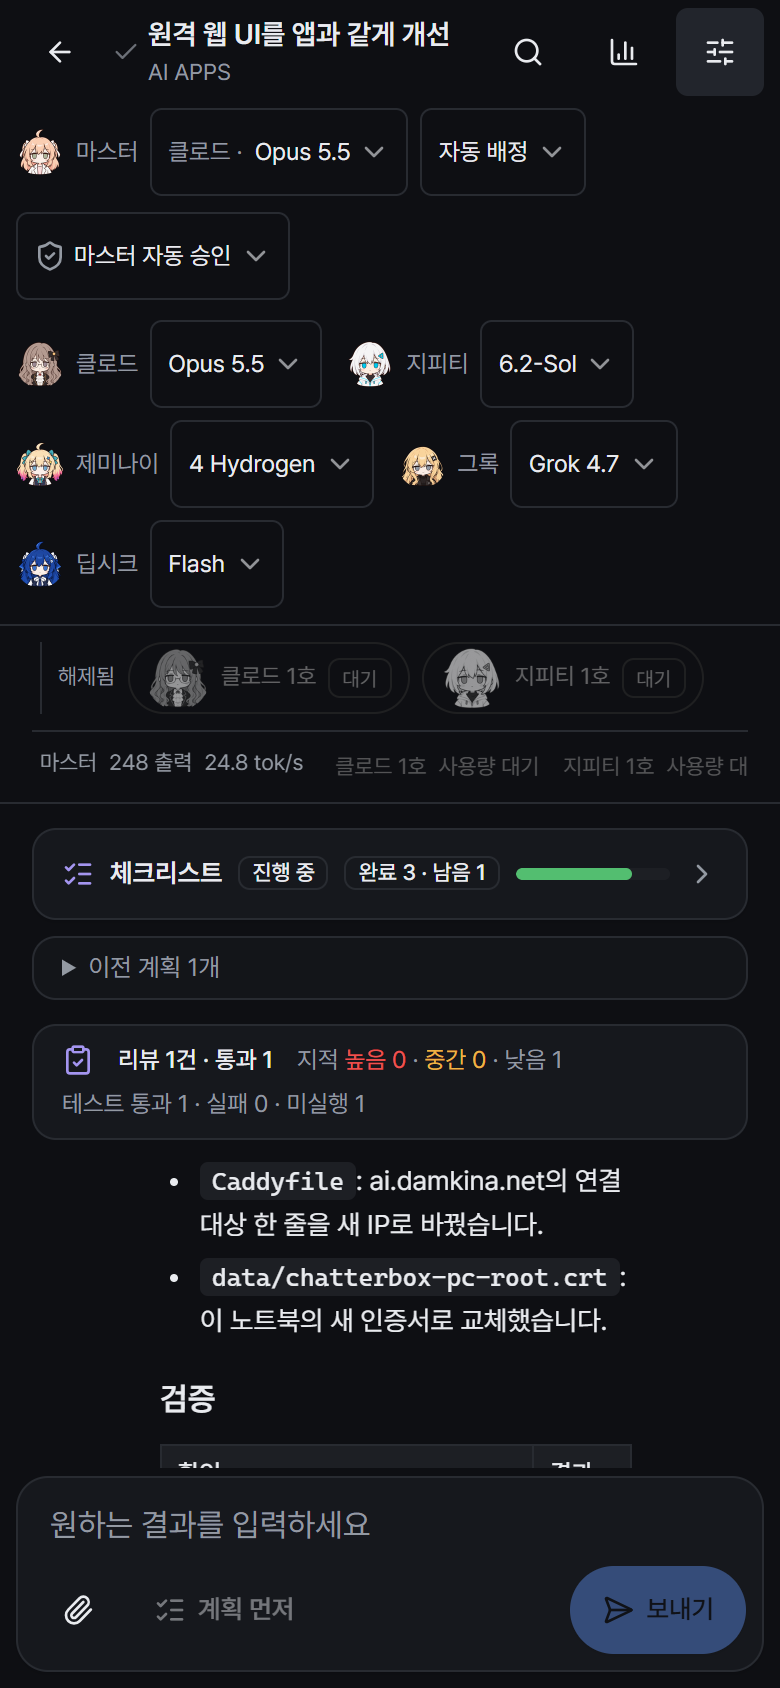 원격 웹 UI를 앱과 같게 개선
AI APPS
마스터 클로드 · Opus 5.5 자동 배정
마스터 자동 승인
클로드 Opus 5.5 지피티 6.2-Sol
제미나이 4 Hydrogen 그록 Grok 4.7
딥시크 Flash
해제됨 클로드 1호 대기 지피티 1호 대기
마스터 248 출력 24.8 tok/s 클로드 1호 사용량 대기 지피티 1호 사용량 대
체크리스트 진행 중 완료 3 · 남음 1
▶ 이전 계획 1개
리뷰 1건 · 통과 1 지적 높음 0 · 중간 0 · 낮음 1
테스트 통과 1 · 실패 0 · 미실행 1
• Caddyfile : ai.damkina.net의 연결
대상 한 줄을 새 IP로 바꿨습니다.
• data/chatterbox-pc-root.crt :
이 노트북의 새 인증서로 교체했습니다.
검증
원하는 결과를 입력하세요
계획 먼저 보내기